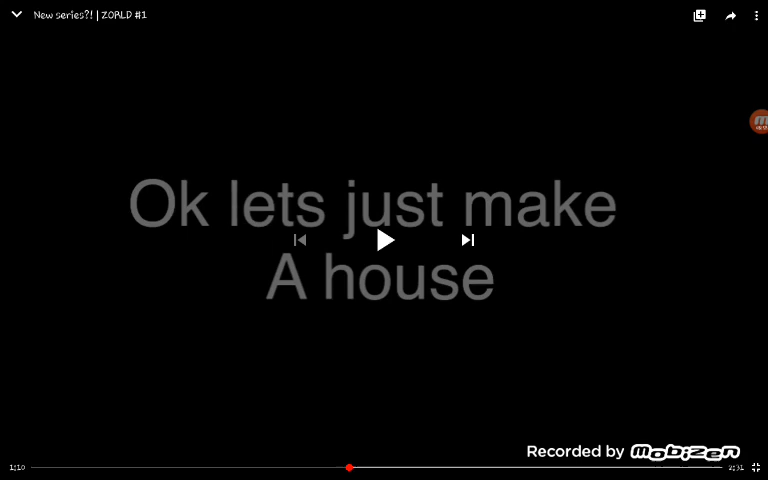 New series?! | ZORLD #1
Ok lets just make
A house
Recorded by MOBIZEN
1:10
2:31